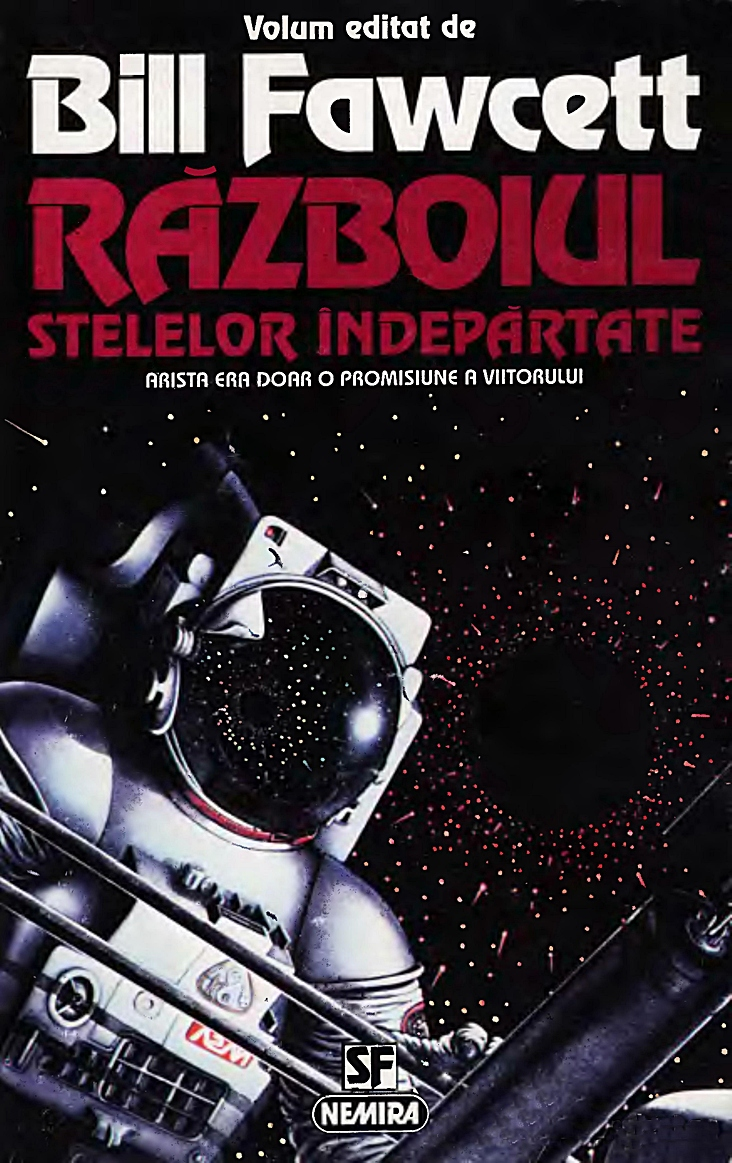 Volum editat de
Bill Fawcett
RĂZBOIUL
STELELOR ÎNDEPĂRTATE
ARISTA ERA DOAR O PROMISIUNE A VIITORULUI
SF
NEMIRA